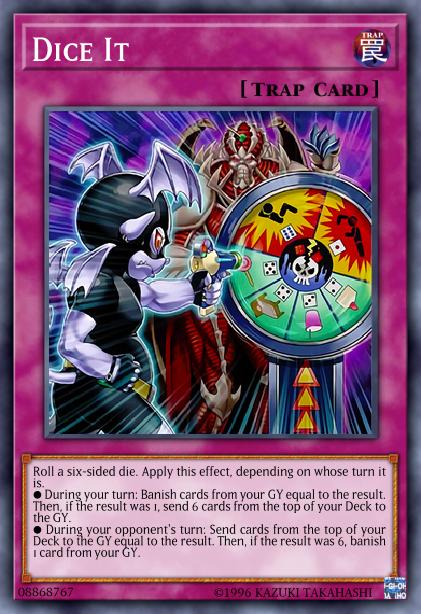 Dice It
TRAP
罠
[Trap Card]
Roll a six-sided die. Apply this effect, depending on whose turn it
is.
● During your turn: Banish cards from your GY equal to the result.
Then, if the result was 1, send 6 cards from the top of your Deck to
the GY.
● During your opponent's turn: Send cards from the top of your
Deck to the GY equal to the result. Then, if the result was 6, banish
1 card from your GY.
08868767
©1996 KAZUKI TAKAHASHI